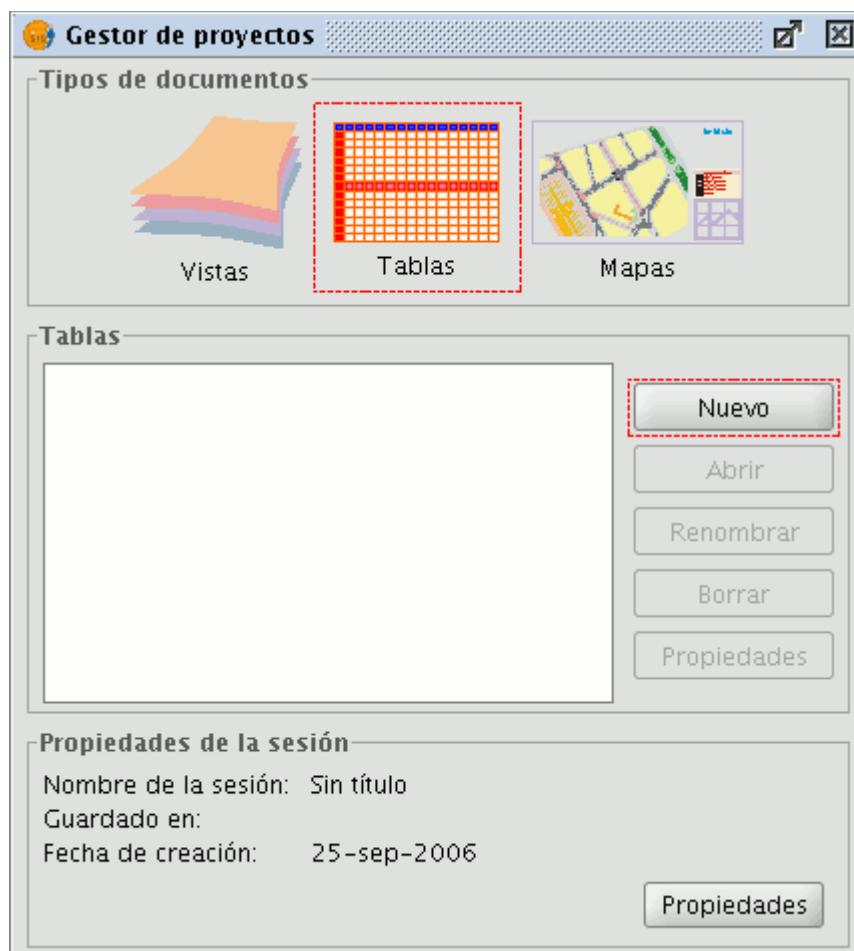 Gestor de proyectos
Tipos de documentos
Vistas
Tablas
Mapas
Tablas
Nuevo
Abrir
Renombrar
Borrar
Propiedades
Propiedades de la sesión
Nombre de la sesión: Sin título
Guardado en:
Fecha de creación: 25-sep-2006
Propiedades